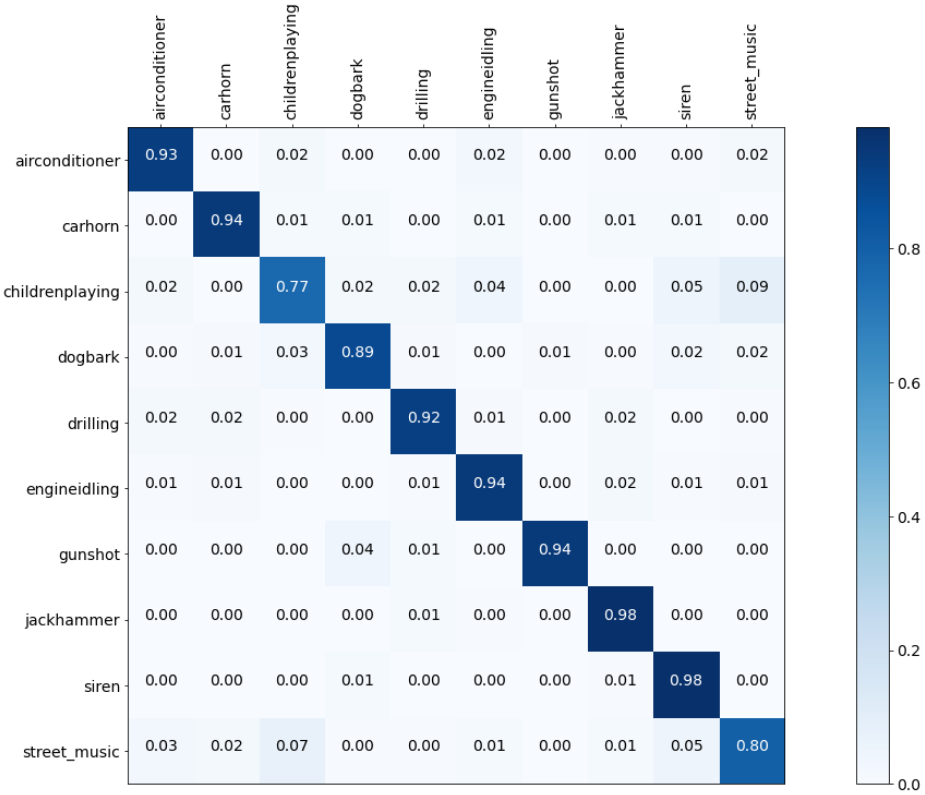 airconditioner carhorn childrenplaying dogbark drilling engineidling gunshot jackhammer siren street_music
airconditioner 0.93 0.00 0.02 0.00 0.00 0.02 0.00 0.00 0.00 0.02
carhorn 0.00 0.94 0.01 0.01 0.00 0.01 0.00 0.01 0.01 0.00
childrenplaying 0.02 0.00 0.77 0.02 0.02 0.04 0.00 0.00 0.05 0.09
dogbark 0.00 0.01 0.03 0.89 0.01 0.00 0.01 0.00 0.02 0.02
drilling 0.02 0.02 0.00 0.00 0.92 0.01 0.00 0.02 0.00 0.00
engineidling 0.01 0.01 0.00 0.00 0.01 0.94 0.00 0.02 0.01 0.01
gunshot 0.00 0.00 0.00 0.04 0.01 0.00 0.94 0.00 0.00 0.00
jackhammer 0.00 0.00 0.00 0.00 0.01 0.00 0.00 0.98 0.00 0.00
siren 0.00 0.00 0.00 0.01 0.00 0.00 0.00 0.01 0.98 0.00
street_music 0.03 0.02 0.07 0.00 0.00 0.01 0.00 0.01 0.05 0.80
0.8
0.6
0.4
0.2
0.0